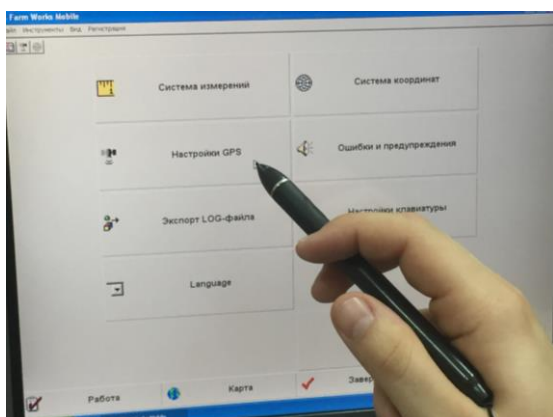 Farm Works Mobile
Инструменты Вид Регистрация
Система измерений
Система координат
Настройки GPS
Ошибки и предупреждения
Экспорт LOG-файла
Настройки клавиатуры
Language
Работа
Карта